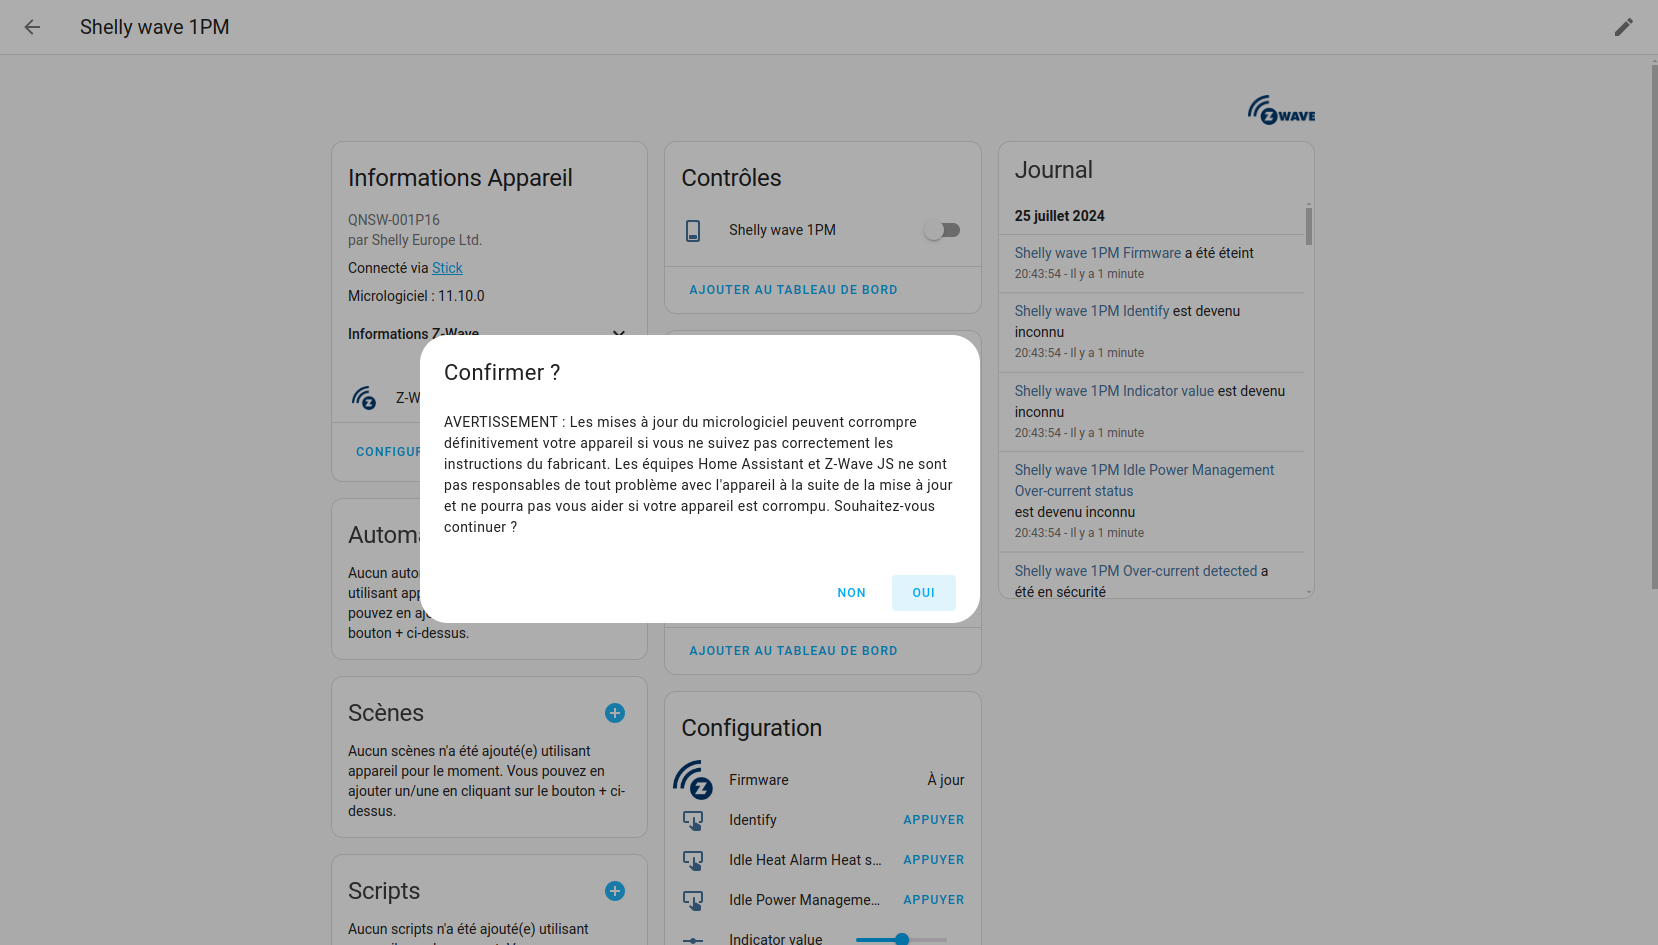 Shelly wave 1PM
Z WAVE
Informations Appareil
QNSW-001P16
par Shelly Europe Ltd.
Connecté via Stick
Micrologiciel : 11.10.0
Informations Z-Wave
Z-W
CONFIGUR
Contrôles
Shelly wave 1PM
AJOUTER AU TABLEAU DE BORD
Journal
25 juillet 2024
Shelly wave 1PM Firmware a été éteint
20:43:54 - Il y a 1 minute
Shelly wave 1PM Identify est devenu
inconnu
20:43:54 - Il y a 1 minute
Shelly wave 1PM Indicator value est devenu
inconnu
20:43:54 - Il y a 1 minute
Shelly wave 1PM Idle Power Management
Over-current status
est devenu inconnu
20:43:54 - Il y a 1 minute
Shelly wave 1PM Over-current detected a
été en sécurité
Confirmer ?
AVERTISSEMENT : Les mises à jour du micrologiciel peuvent corrompre
définitivement votre appareil si vous ne suivez pas correctement les
instructions du fabricant. Les équipes Home Assistant et Z-Wave JS ne sont
pas responsables de tout problème avec l'appareil à la suite de la mise à jour
et ne pourra pas vous aider si votre appareil est corrompu. Souhaitez-vous
continuer ?
NON
OUI
Autom
Aucun auto
utilisant app
pouvez en aj
bouton + ci-dessus.
AJOUTER AU TABLEAU DE BORD
Scènes
Aucun scènes n'a été ajouté(e) utilisant
appareil pour le moment. Vous pouvez en
ajouter un/une en cliquant sur le bouton + ci-
dessus.
Scripts
Aucun scripts n'a été ajouté(e) utilisant
Configuration
Firmware
À jour
Identify
APPUYER
Idle Heat Alarm Heat s...
APPUYER
Idle Power Manageme...
APPUYER
Indicator value